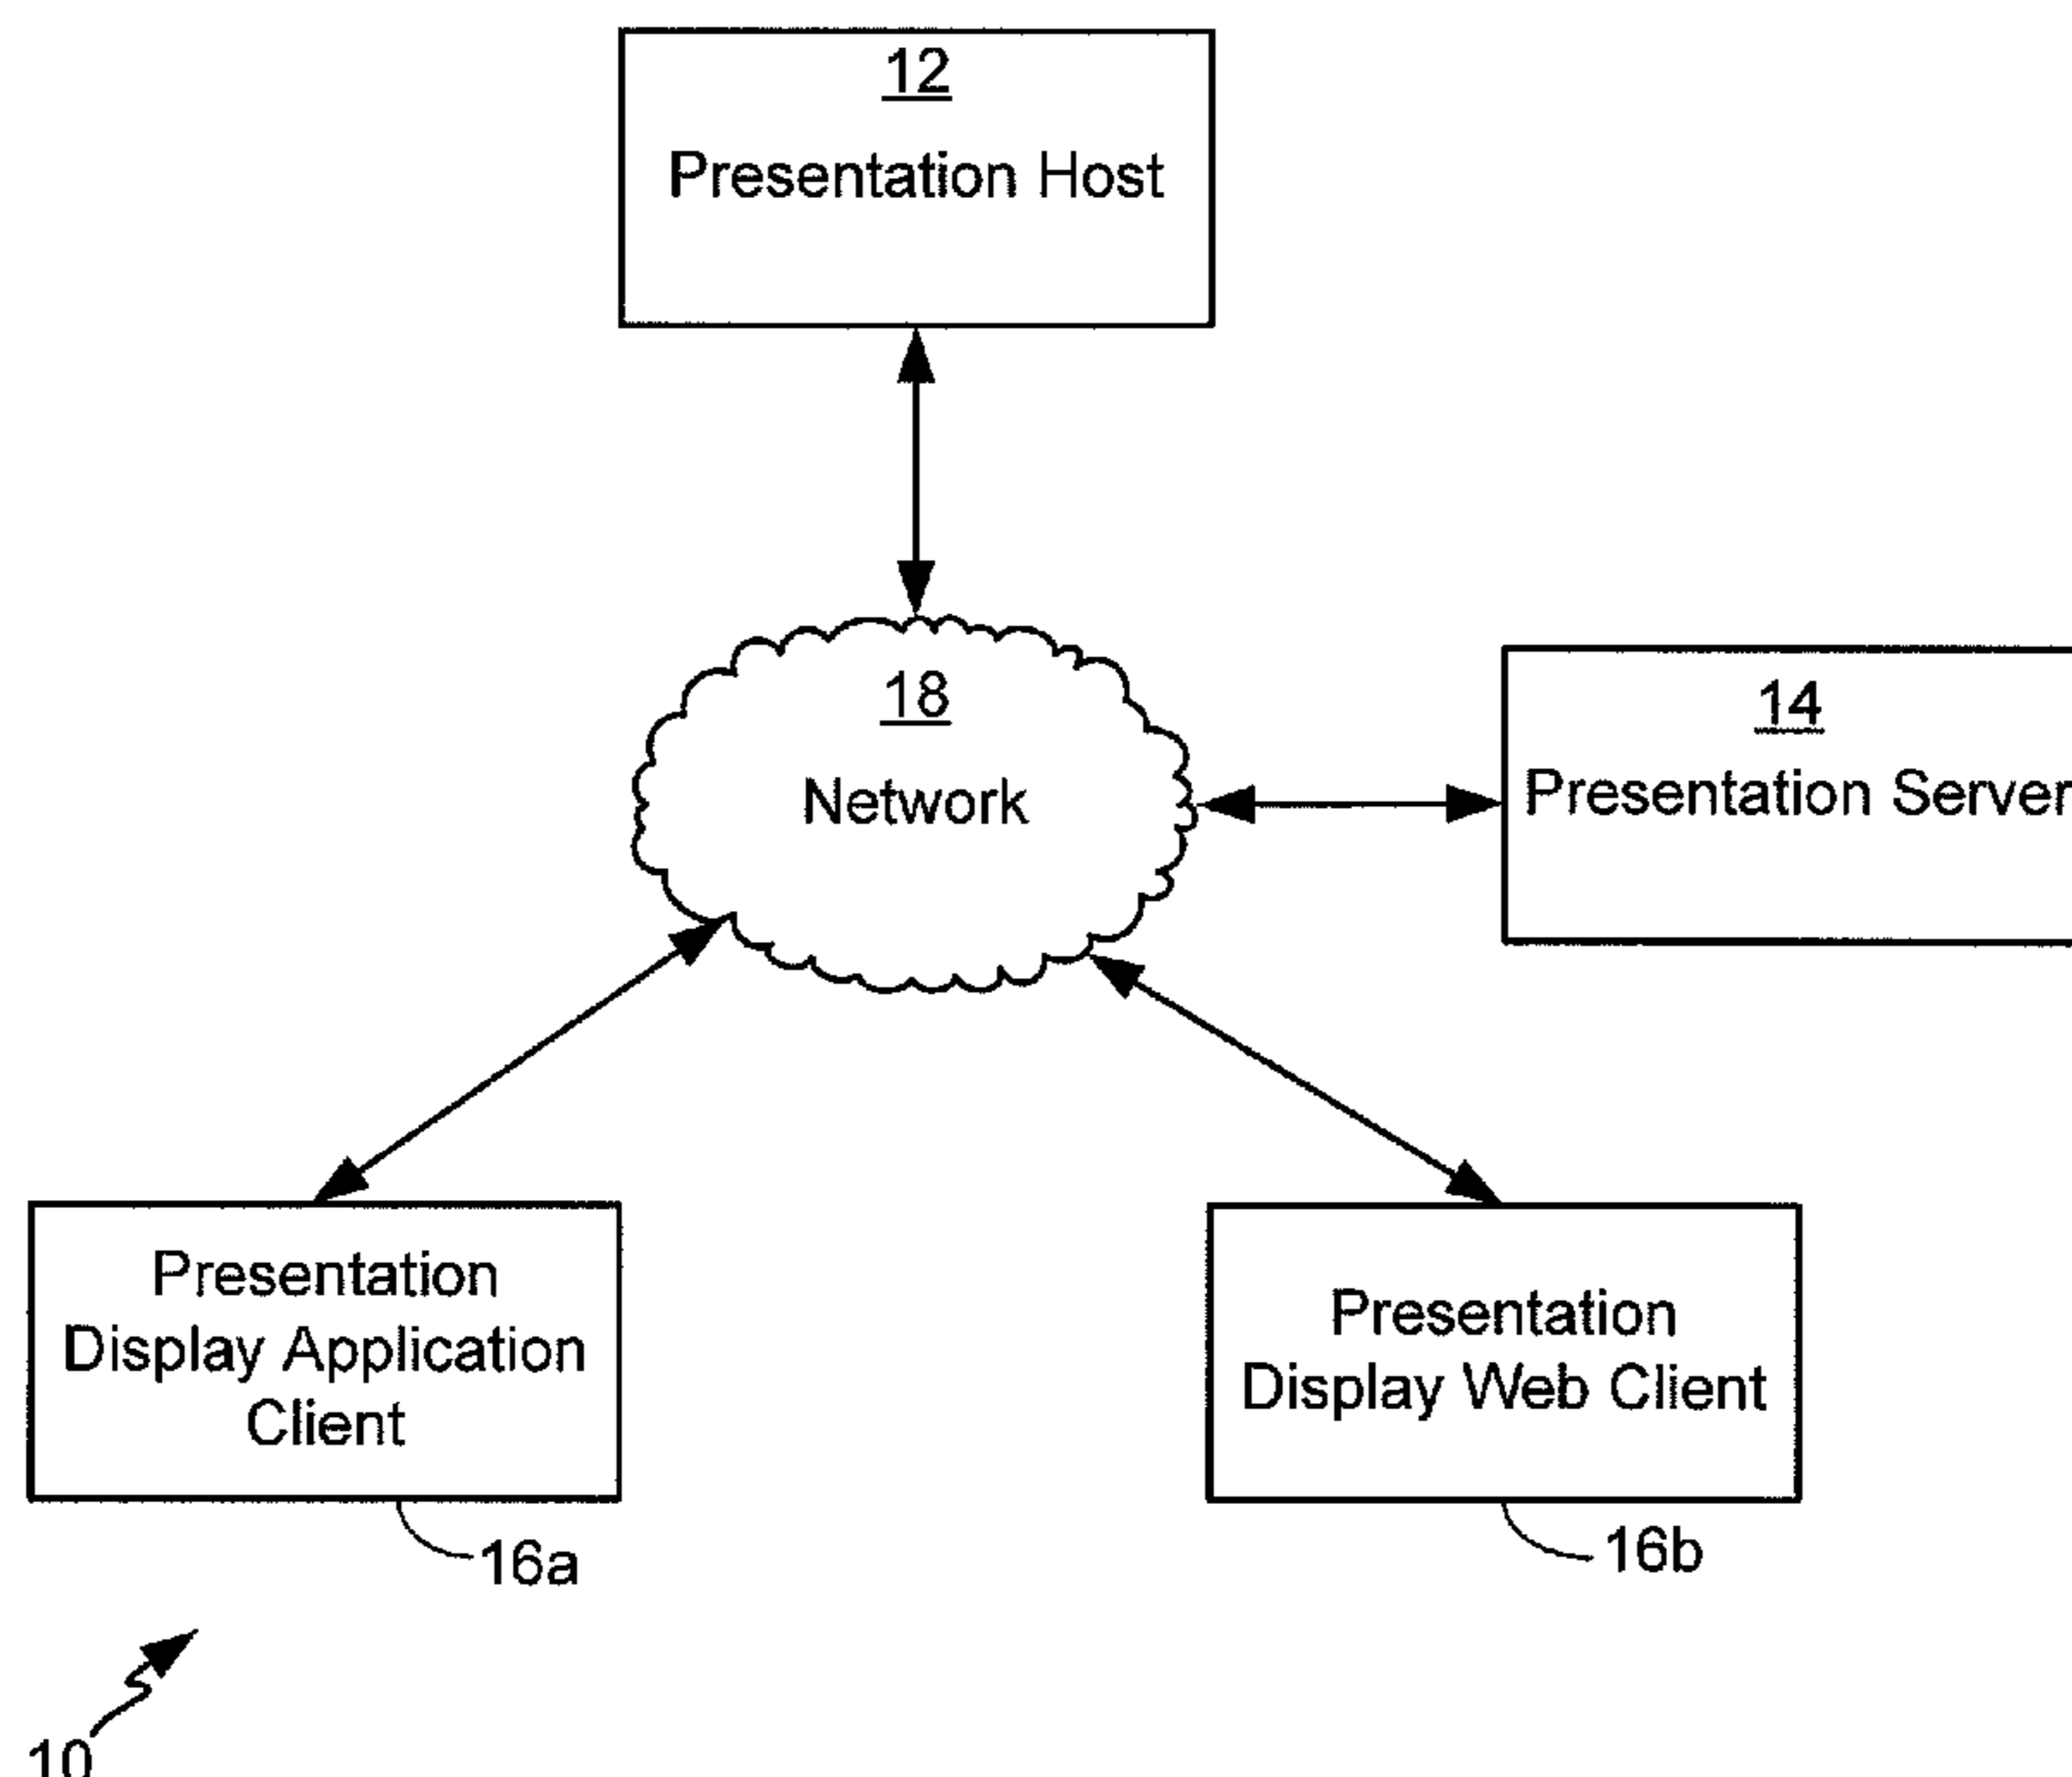 12
Presentation Host
18
Network
14
Presentation Server
Presentation
Display Application
Client
16a
Presentation
Display Web Client
16b
10